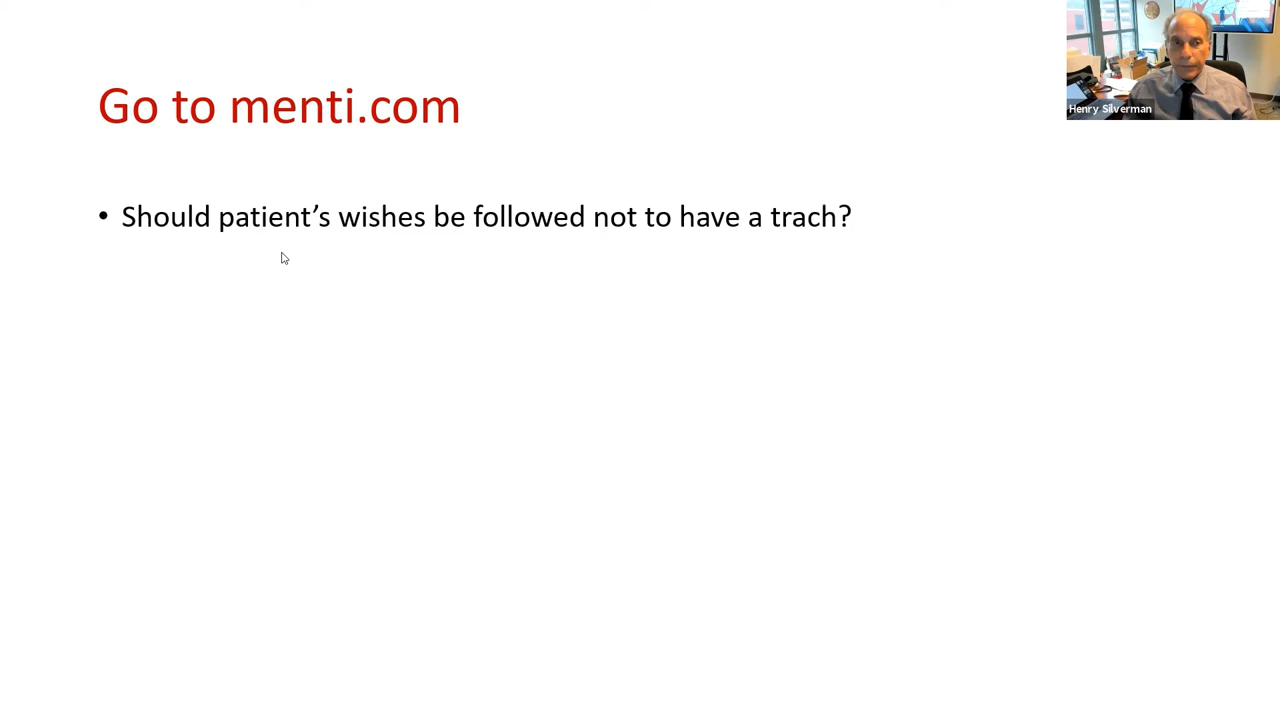 Go to menti.com
• Should patient’s wishes be followed not to have a trach?
Henry Silverman